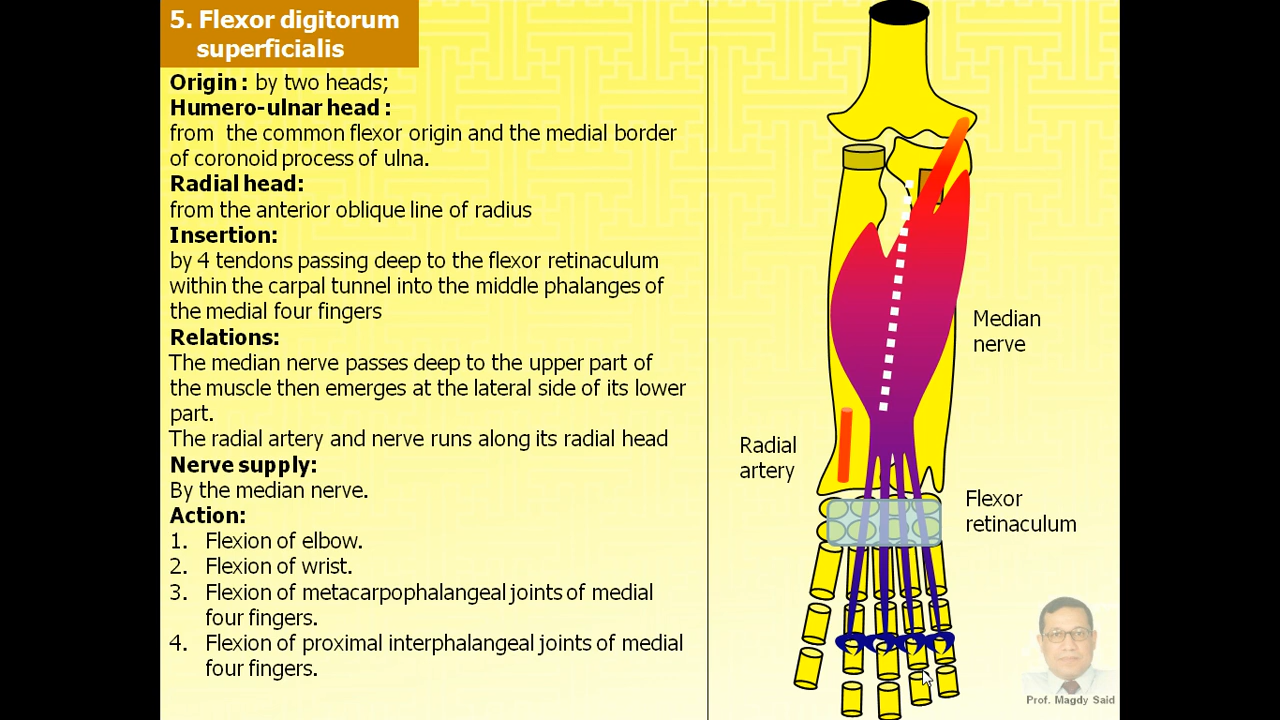 5. Flexor digitorum
superficialis
Origin : by two heads;
Humero-ulnar head :
from the common flexor origin and the medial border
of coronoid process of ulna.
Radial head:
from the anterior oblique line of radius
Insertion:
by 4 tendons passing deep to the flexor retinaculum
within the carpal tunnel into the middle phalanges of
the medial four fingers
Relations:
The median nerve passes deep to the upper part of
the muscle then emerges at the lateral side of its lower
part.
The radial artery and nerve runs along its radial head
Nerve supply:
By the median nerve.
Action:
1. Flexion of elbow.
2. Flexion of wrist.
3. Flexion of metacarpophalangeal joints of medial
four fingers.
4. Flexion of proximal interphalangeal joints of medial
four fingers.
Median
nerve
Radial
artery
Flexor
retinaculum
Prof. Magdy Said